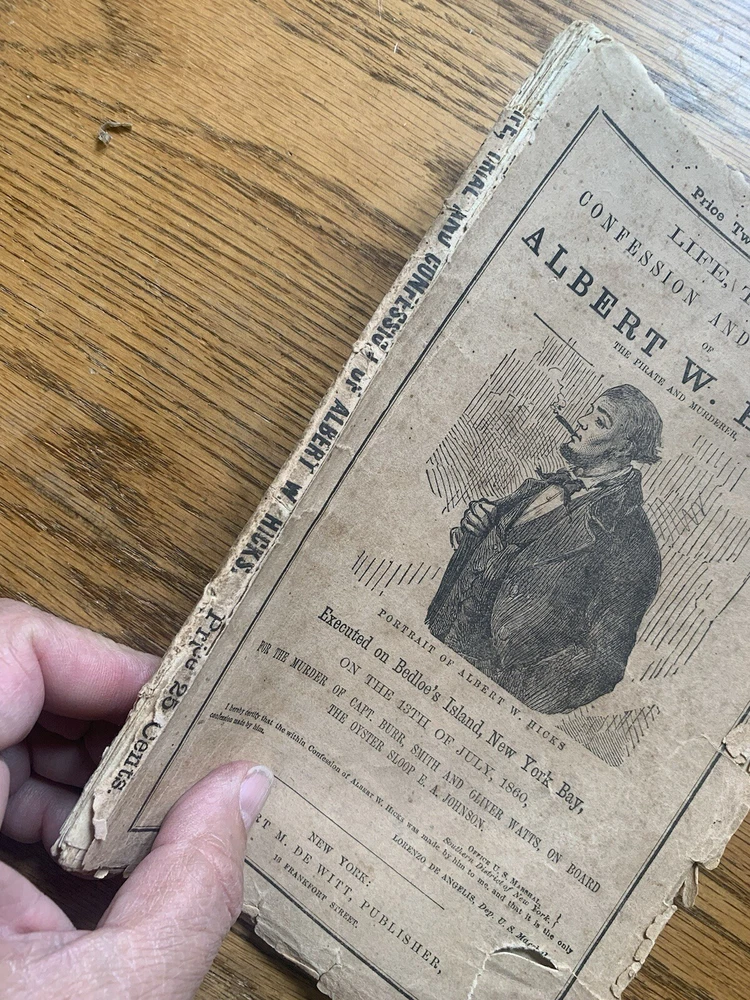 TRIAL AND CONFESSION OF ALBERT W. HICKS.
Price 25 Cents.
Price
LIFE,
CONFESSION AND
OF
ALBERT W.
THE PIRATE AND MURDERER,
PORTRAIT OF ALBERT W. HICKS
Executed on Bedloe's Island, New York Bay,
ON THE 13TH OF JULY, 1860,
FOR THE MURDER OF CAPT. BURR, SMITH AND OLIVER WATTS, ON BOARD
THE OYSTER SLOOP E. A. JOHNSON.
OFFICE U. S. MARSHAL,
Southern District of New York.
I hereby certify that the within Confession of ALBERT W. HICKS was made by him to me, and that it is the only
confession made by him.
LORENZO DE ANGELIS, Dep. U. S. Marshal.
NEW YORK:
M. DE WITT, PUBLISHER,
13 FRANKFORT STREET.